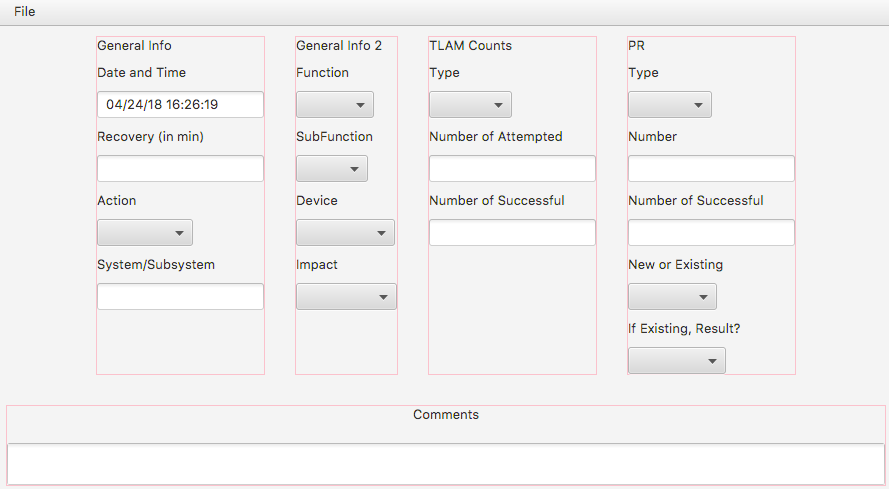 File
General Info
Date and Time
04/24/18 16:26:19
Recovery (in min)
Action
System/Subsystem
General Info 2
Function
SubFunction
Device
Impact
TLAM Counts
Type
Number of Attempted
Number of Successful
PR
Type
Number
Number of Successful
New or Existing
If Existing, Result?
Comments